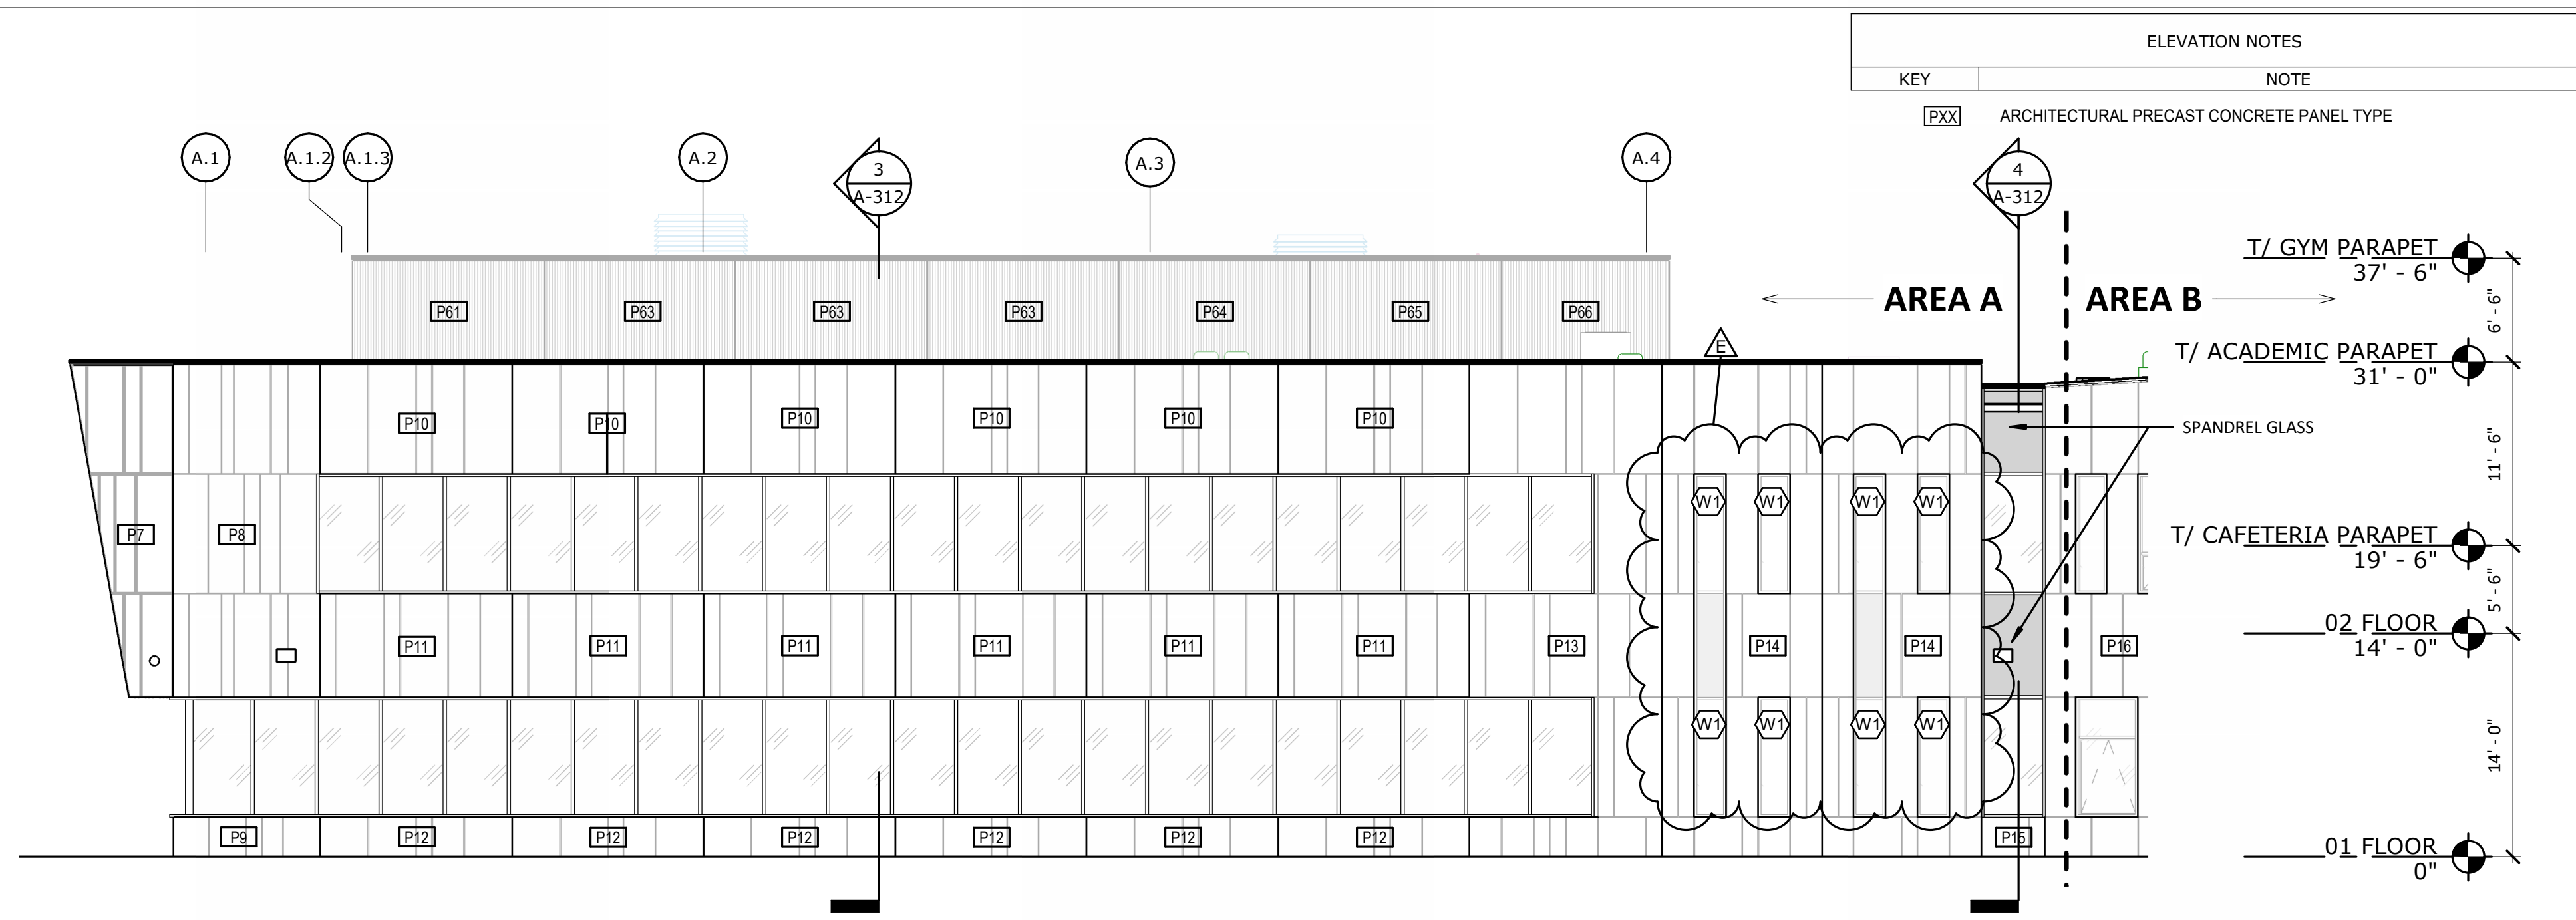 ELEVATION NOTES
KEY NOTE
PXX ARCHITECTURAL PRECAST CONCRETE PANEL TYPE
A.1 A.1.2 A.1.3 A.2 A.3 A.4
3
A-312
4
A-312
T/ GYM PARAPET
37' - 6"
6' - 6"
AREA A AREA B
P61 P63 P63 P63 P64 P65 P66
E
T/ ACADEMIC PARAPET
31' - 0"
P10 P10 P10 P10 P10 P10
SPANDREL GLASS
11' - 6"
W1 W1 W1 W1
P7 P8
T/ CAFETERIA PARAPET
19' - 6"
5' - 6"
02 FLOOR
14' - 0"
P11 P11 P11 P11 P11 P11 P13 P14 P14 P16
W1 W1 W1 W1
14' - 0"
P9 P12 P12 P12 P12 P12 P12 P15
01 FLOOR
0"